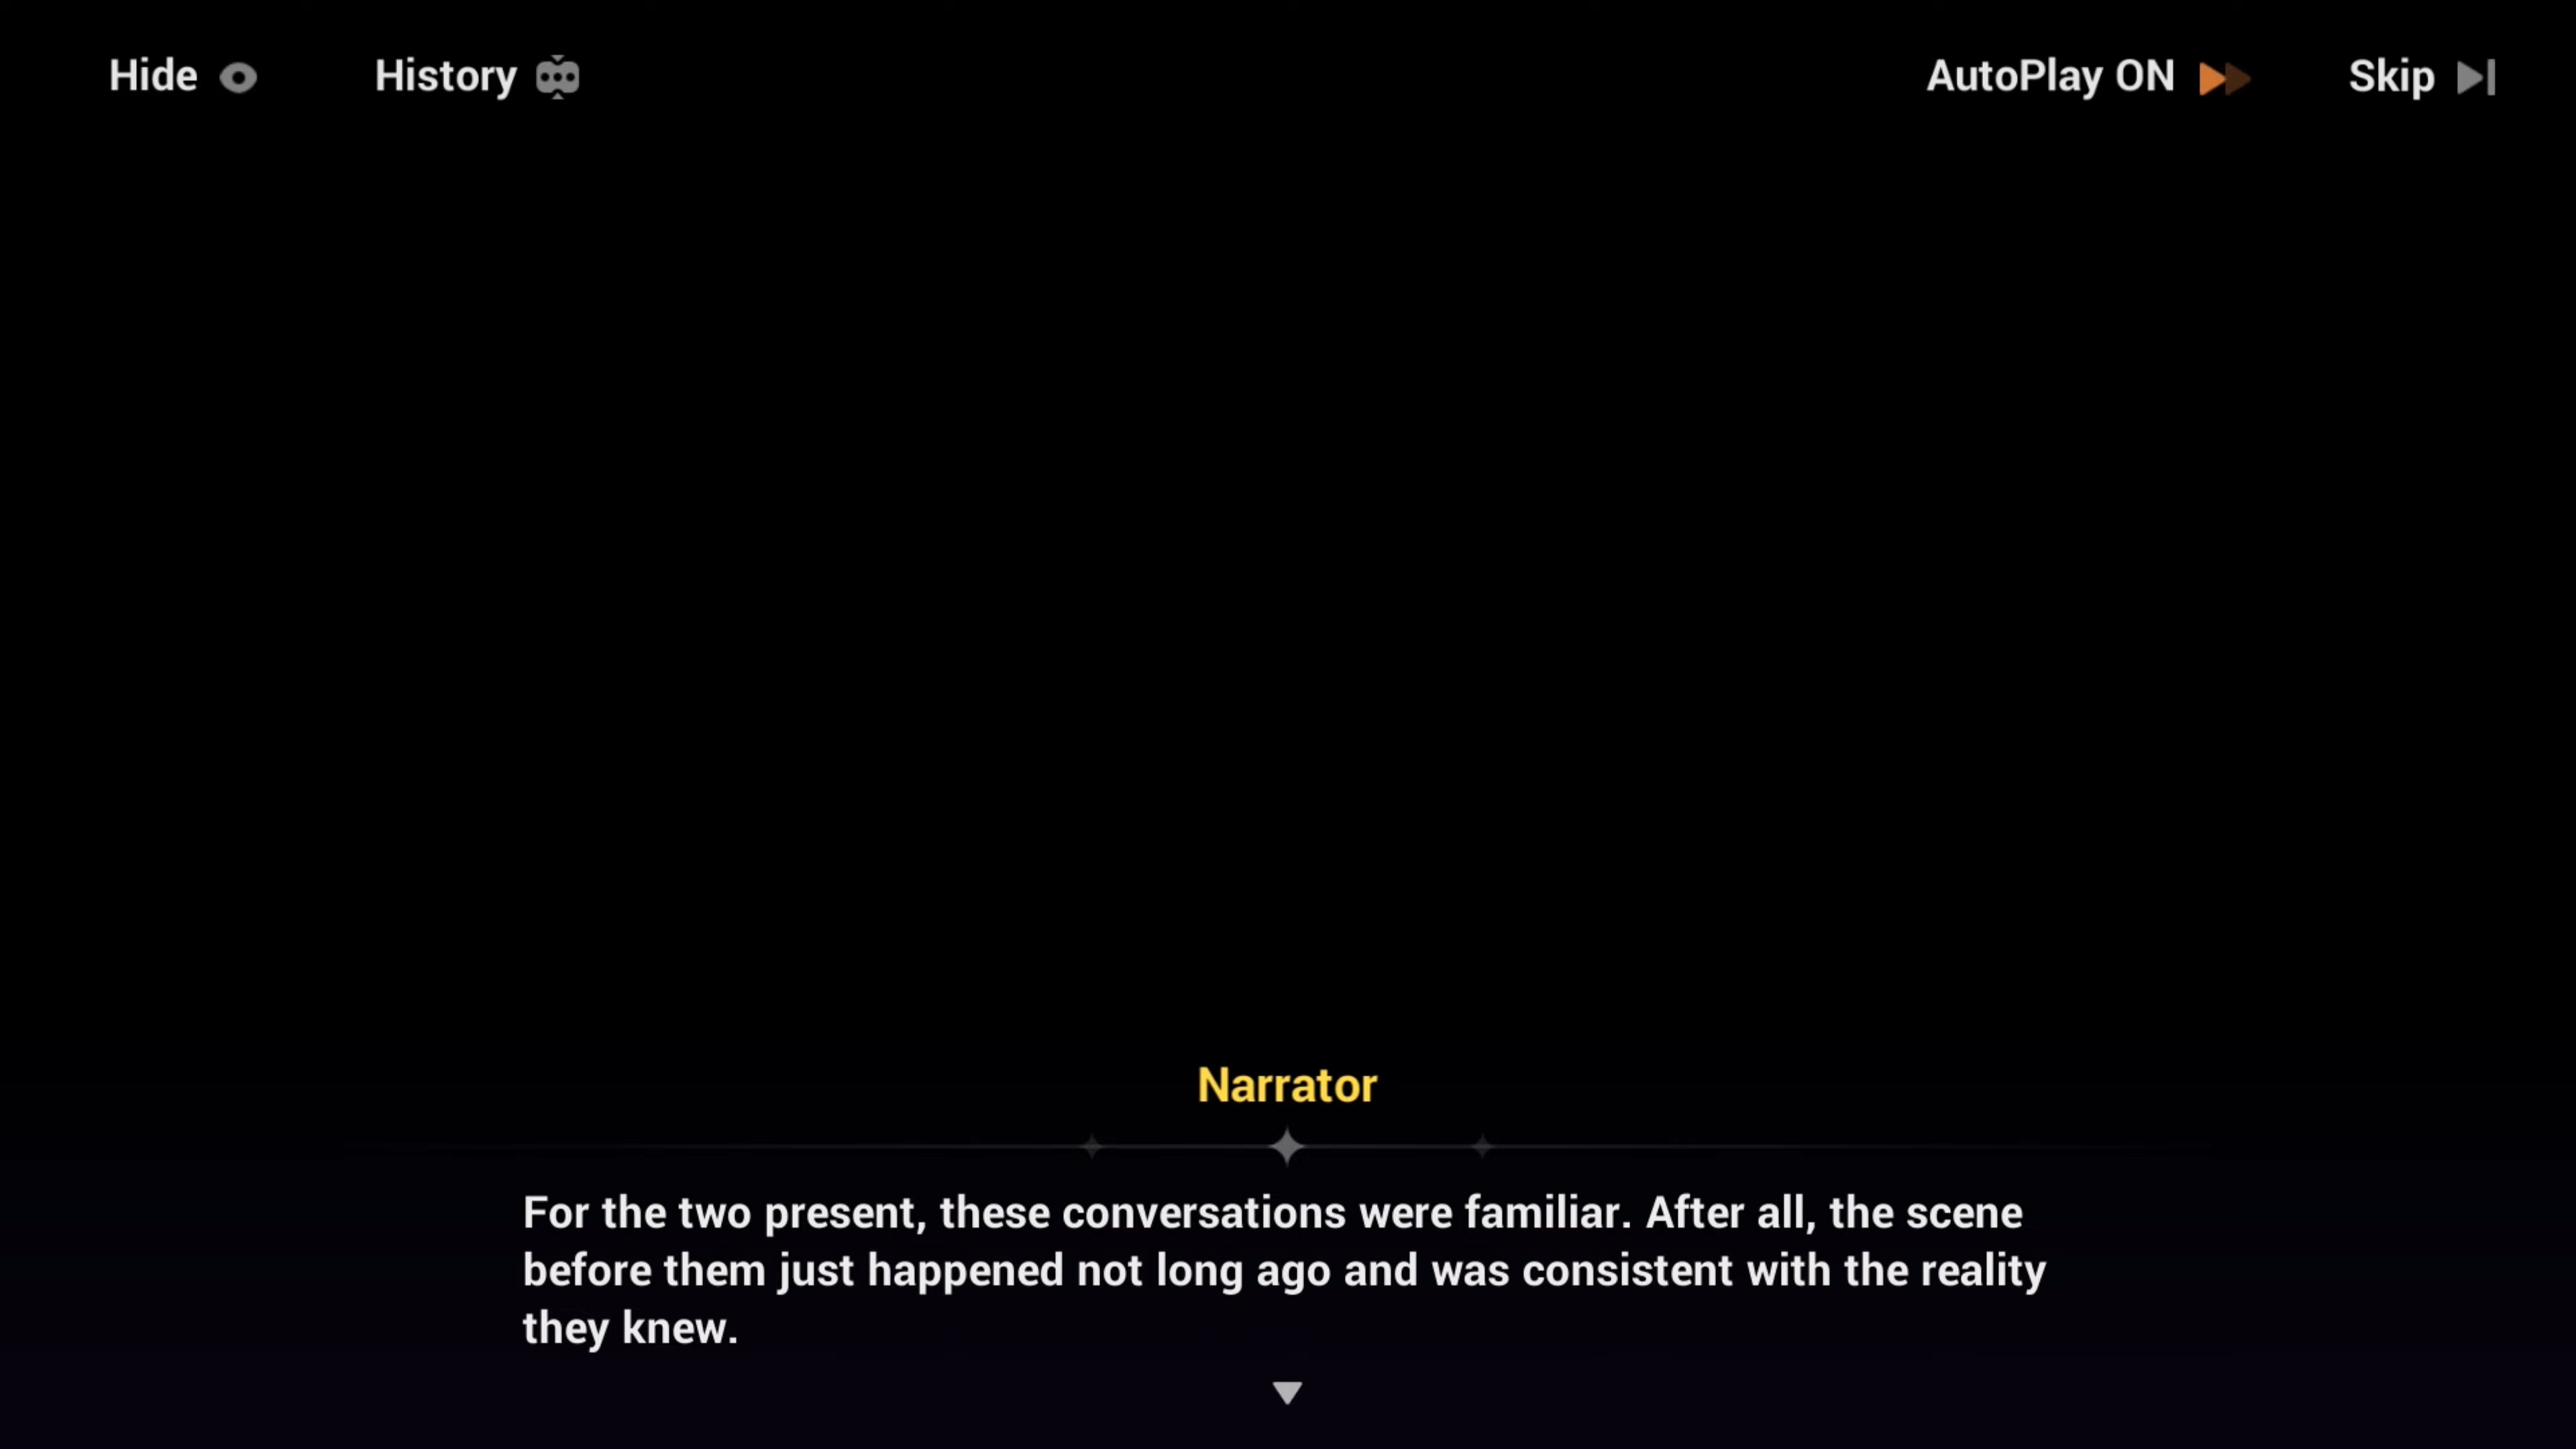 Hide
History
AutoPlay ON
Skip
Narrator
For the two present, these conversations were familiar. After all, the scene
before them just happened not long ago and was consistent with the reality
they knew.